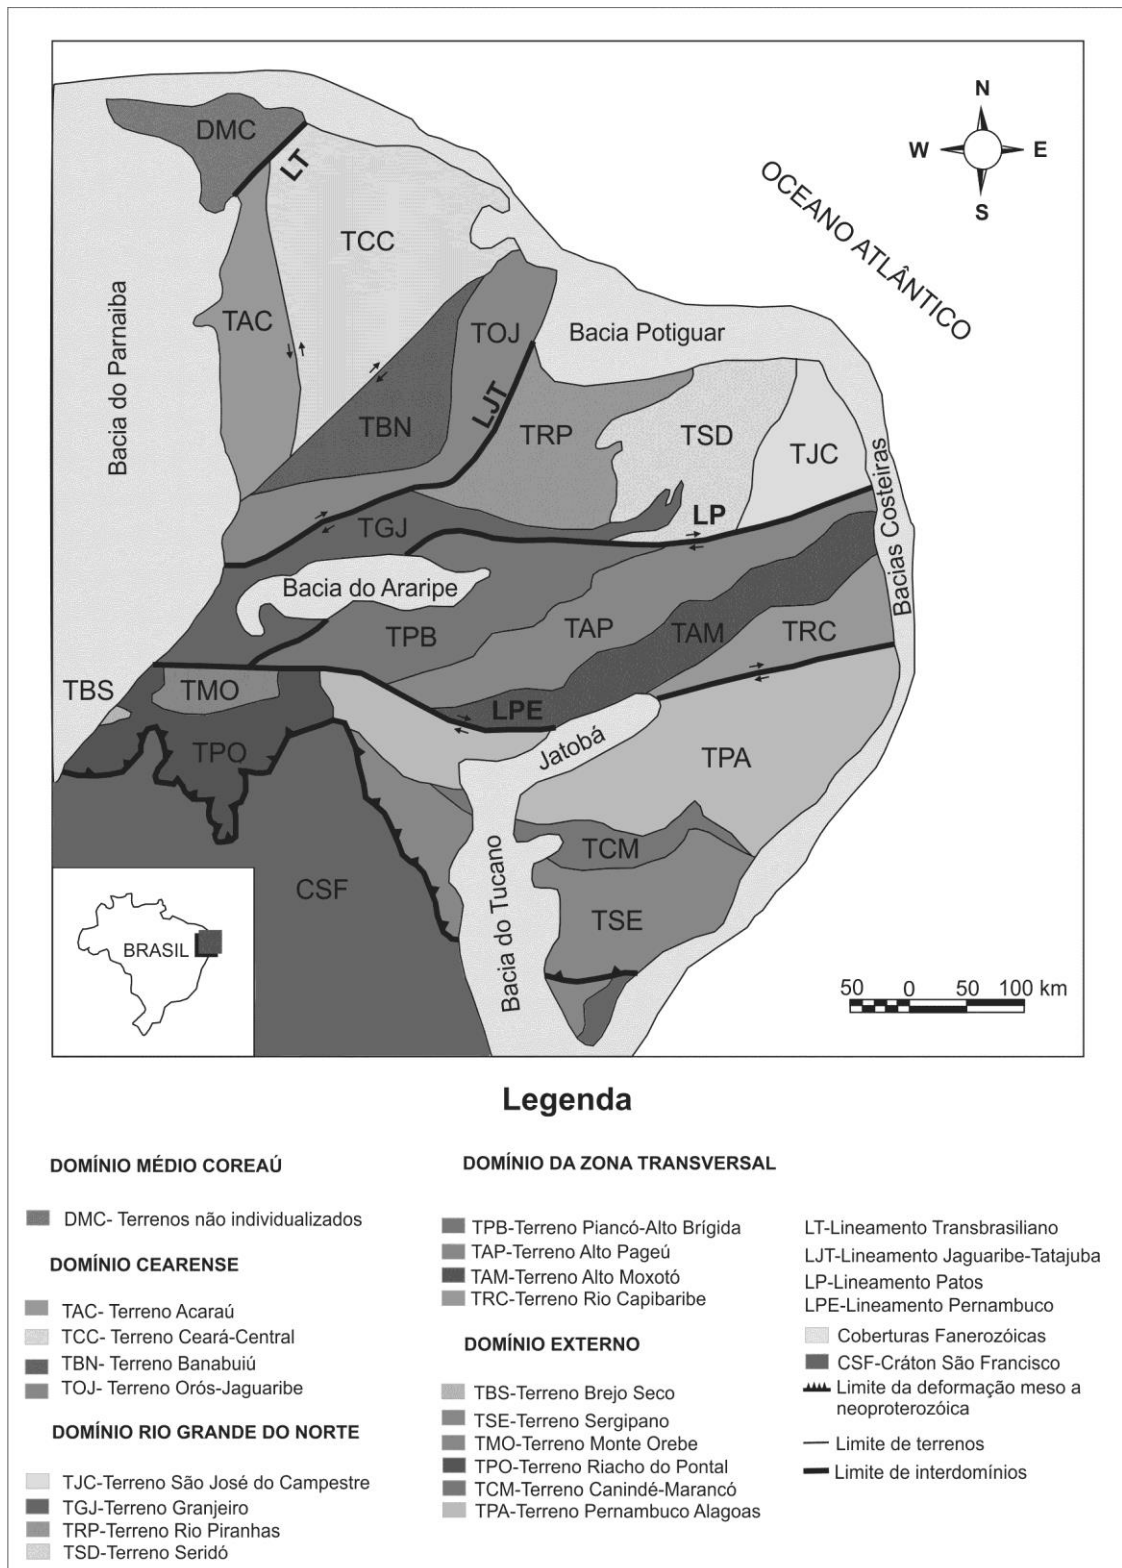 N
W
E
S
OCEANO ATLÂNTICO
DMC
LT
TCC
Bacia do Parnaiba
TAC
TOJ
Bacia Potiguar
LJT
TBN
TRP
TSD
TJC
LP
Bacias Costeiras
TGJ
Bacia do Araripe
TPB
TAP
TAM
TRC
TBS
TMO
LPE
TPO
Jatobá
TPA
TCM
CSF
Bacia do Tucano
TSE
BRASIL
50 0 50 100 km
Legenda
DOMÍNIO MÉDIO COREAÚ
DMC- Terrenos não individualizados
DOMÍNIO CEARENSE
TAC- Terreno Acaraú
TCC- Terreno Ceará-Central
TBN- Terreno Banabuiú
TOJ- Terreno Orós-Jaguaribe
DOMÍNIO RIO GRANDE DO NORTE
TJC-Terreno São José do Campestre
TGJ-Terreno Granjeiro
TRP-Terreno Rio Piranhas
TSD-Terreno Seridó
DOMÍNIO DA ZONA TRANSVERSAL
TPB-Terreno Piancó-Alto Brígida
TAP-Terreno Alto Pageú
TAM-Terreno Alto Moxotó
TRC-Terreno Rio Capibaribe
DOMÍNIO EXTERNO
TBS-Terreno Brejo Seco
TSE-Terreno Sergipano
TMO-Terreno Monte Orebe
TPO-Terreno Riacho do Pontal
TCM-Terreno Canindé-Marancó
TPA-Terreno Pernambuco Alagoas
LT-Lineamento Transbrasiliano
LJT-Lineamento Jaguaribe-Tatajuba
LP-Lineamento Patos
LPE-Lineamento Pernambuco
Coberturas Fanerozóicas
CSF-Cráton São Francisco
Limite da deformação meso a
neoproterozóica
Limite de terrenos
Limite de interdomínios